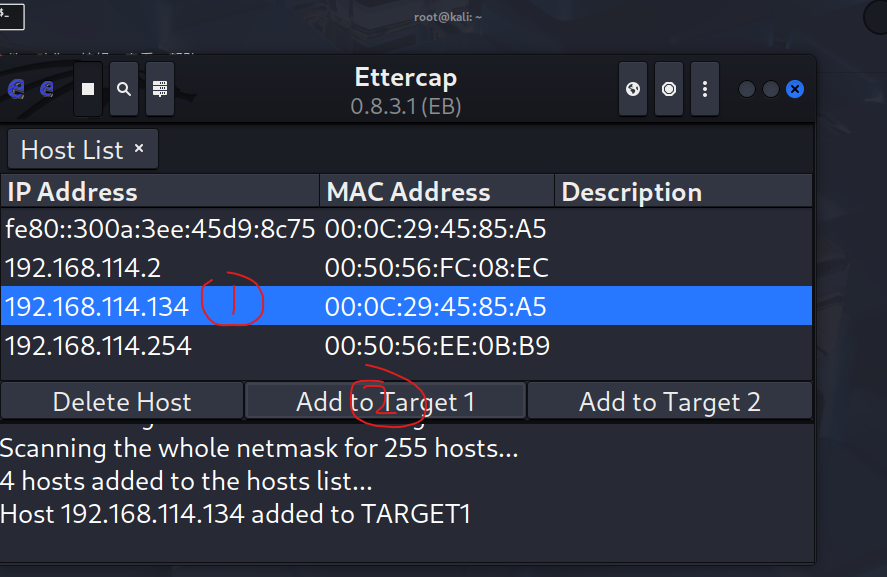 root@kali: ~
Ettercap
0.8.3.1 (EB)
Host List ×
IP Address MAC Address Description
fe80::300a:3ee:45d9:8c75 00:0C:29:45:85:A5
192.168.114.2 00:50:56:FC:08:EC
192.168.114.134 1 00:0C:29:45:85:A5
192.168.114.254 00:50:56:EE:0B:B9
Delete Host Add to Target 1 Add to Target 2
2
Scanning the whole netmask for 255 hosts...
4 hosts added to the hosts list...
Host 192.168.114.134 added to TARGET1